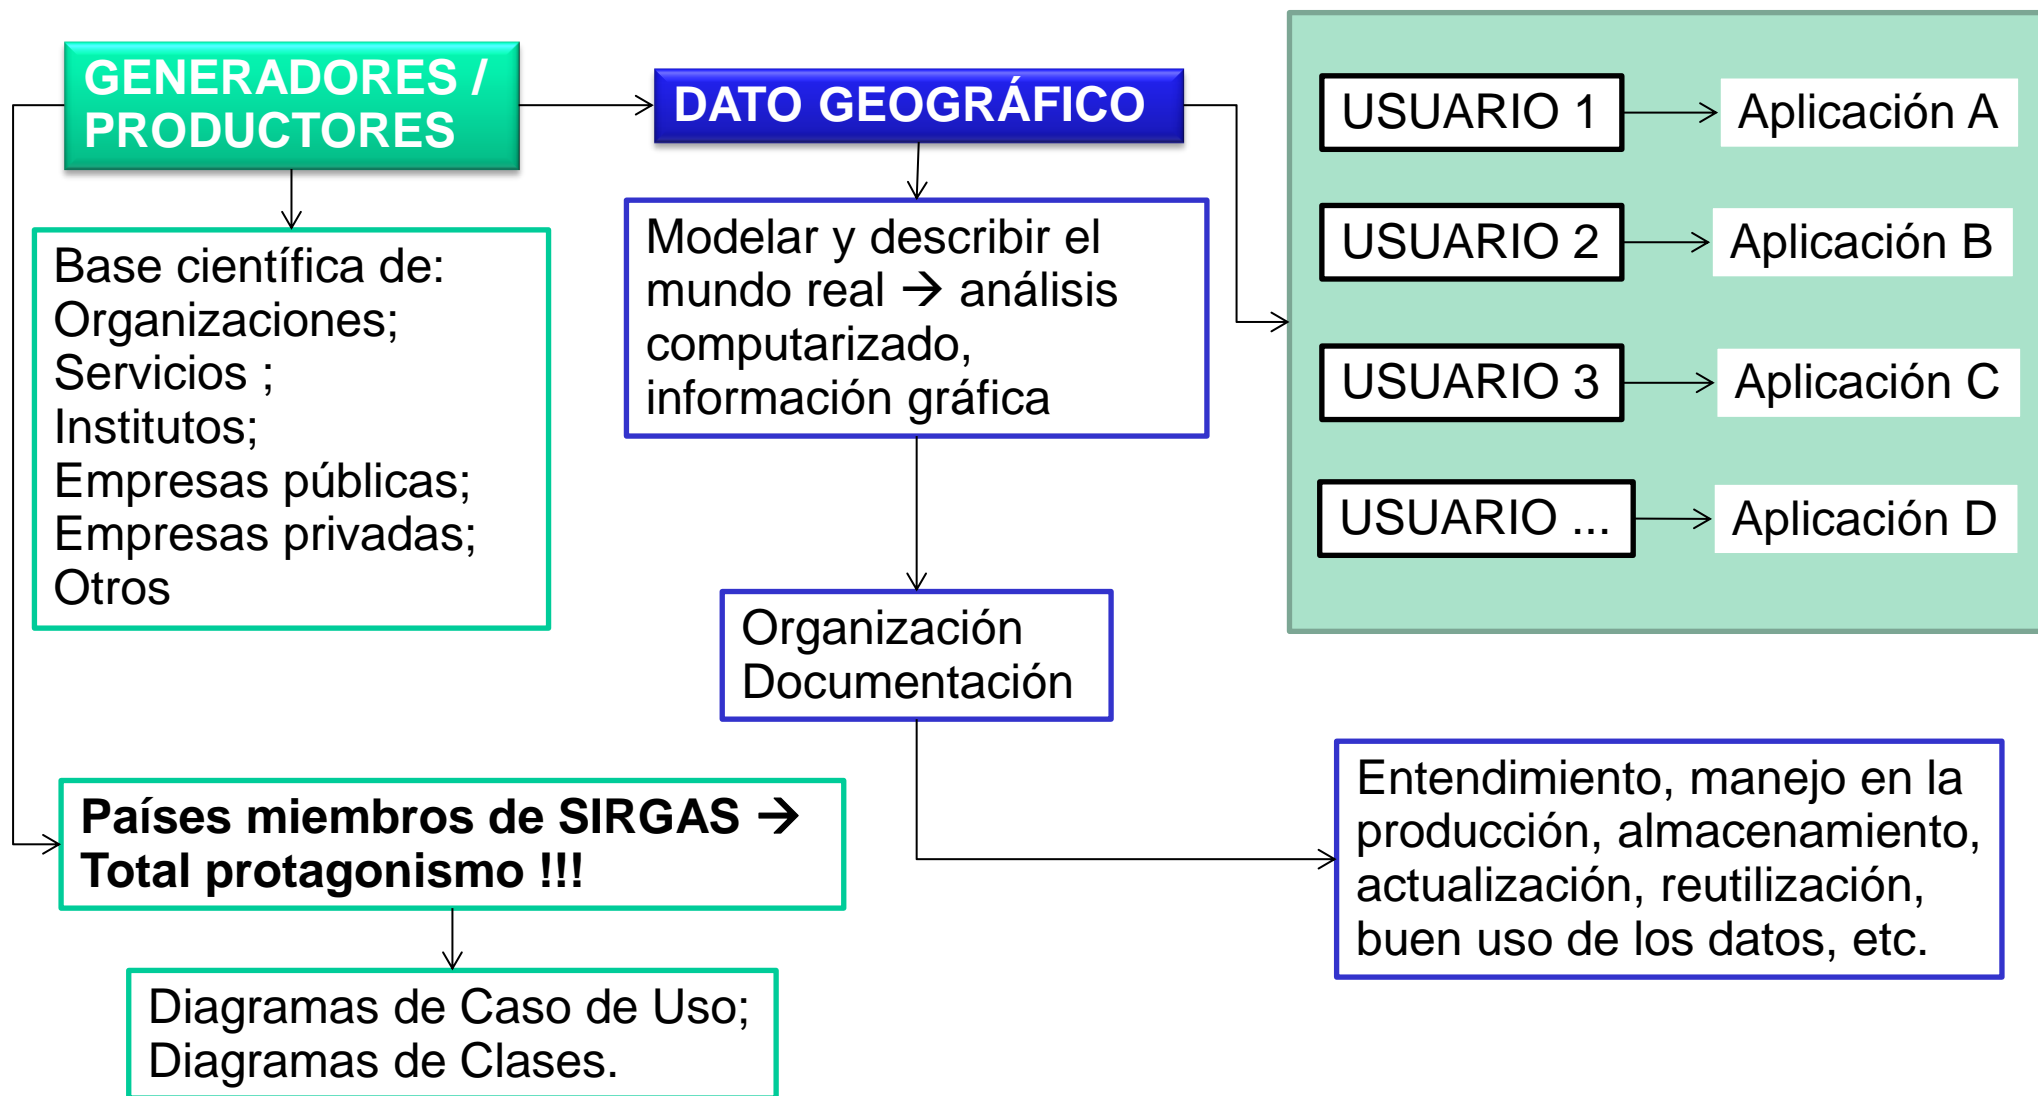 GENERADORES /
PRODUCTORES
DATO GEOGRÁFICO
USUARIO 1
Aplicación A
USUARIO 2
Aplicación B
USUARIO 3
Aplicación C
USUARIO ...
Aplicación D
Base científica de:
Organizaciones;
Servicios ;
Institutos;
Empresas públicas;
Empresas privadas;
Otros
Modelar y describir el
mundo real → análisis
computarizado,
información gráfica
Organización
Documentación
Entendimiento, manejo en la
producción, almacenamiento,
actualización, reutilización,
buen uso de los datos, etc.
Países miembros de SIRGAS →
Total protagonismo !!!
Diagramas de Caso de Uso;
Diagramas de Clases.